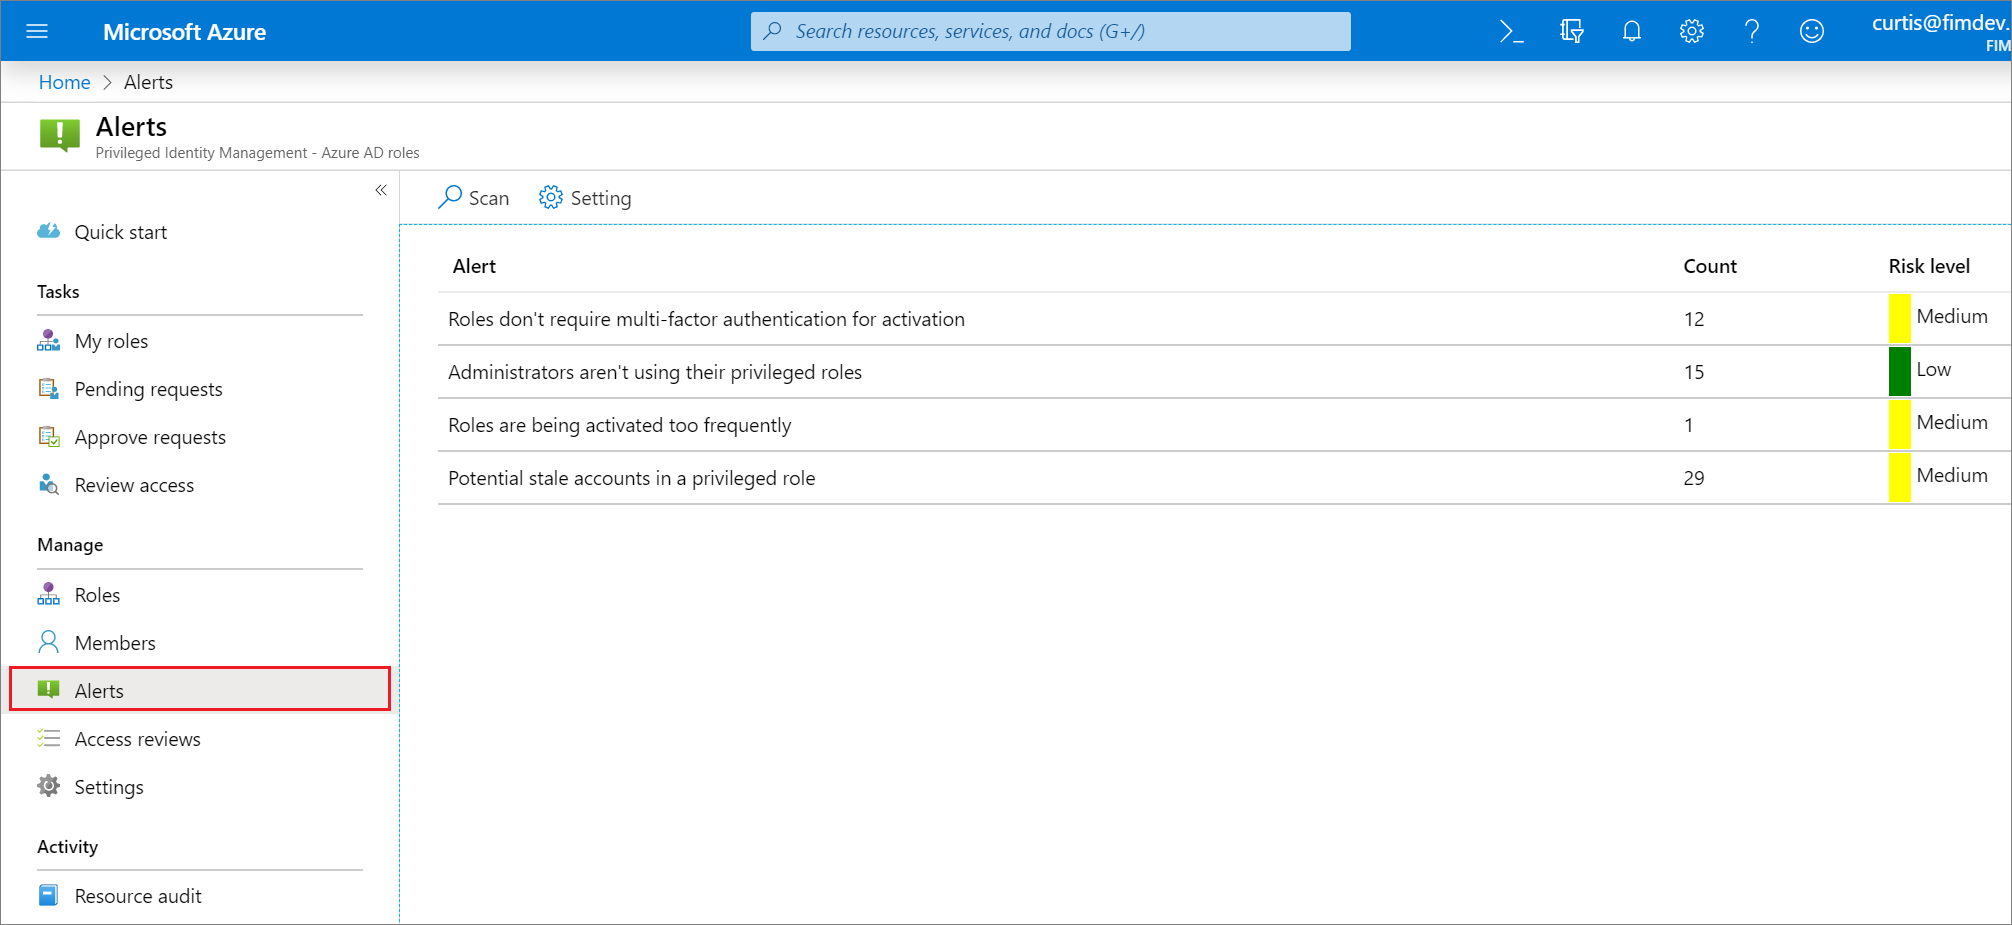 Microsoft Azure
Search resources, services, and docs (G+/)
curtis@fimdev.
FIM
Home > Alerts
Alerts
Privileged Identity Management - Azure AD roles
«
Scan
Setting
Quick start
Tasks
My roles
Pending requests
Approve requests
Review access
Manage
Roles
Members
Alerts
Access reviews
Settings
Activity
Resource audit
Alert Count Risk level
Roles don't require multi-factor authentication for activation 12 Medium
Administrators aren't using their privileged roles 15 Low
Roles are being activated too frequently 1 Medium
Potential stale accounts in a privileged role 29 Medium